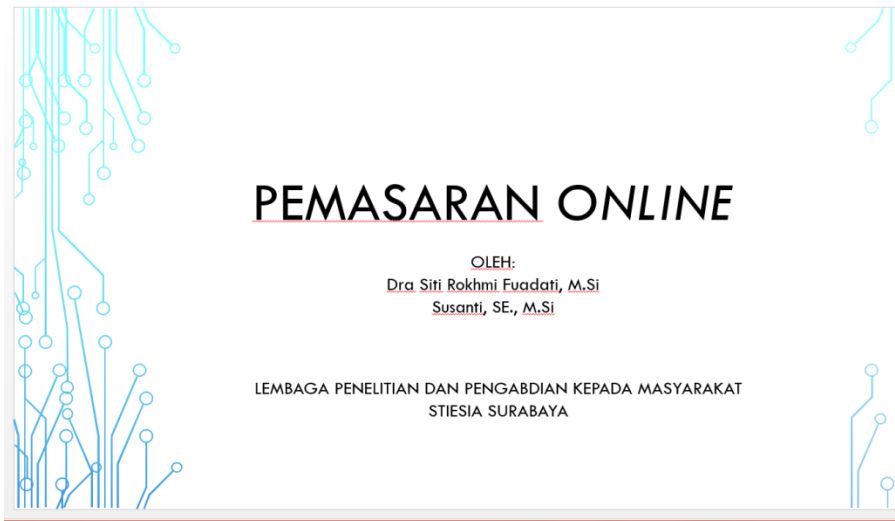 PEMASARAN ONLINE
OLEH:
Dra Siti Rokhmi Fuadati, M.Si
Susanti, SE., M.Si
LEMBAGA PENELITIAN DAN PENGABDIAN KEPADA MASYARAKAT
STIESIA SURABAYA